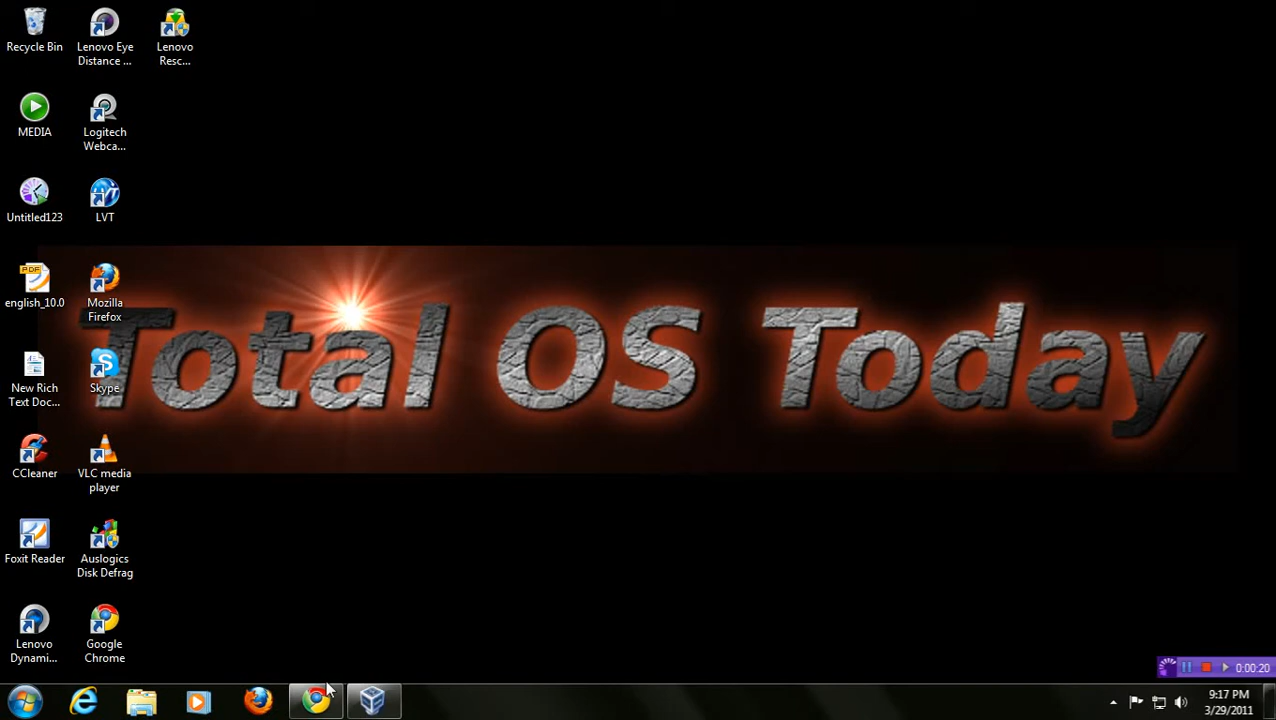 Recycle Bin
Lenovo Eye
Distance ...
Lenovo
Resc...
MEDIA
Logitech
Webca...
Untitled123
LVT
english_10.0
Mozilla
Firefox
Total OS Today
New Rich
Text Doc...
Skype
CCleaner
VLC media
player
Foxit Reader
Auslogics
Disk Defrag
Lenovo
Dynami...
Google
Chrome
0:00:20
9:17 PM
3/29/2011